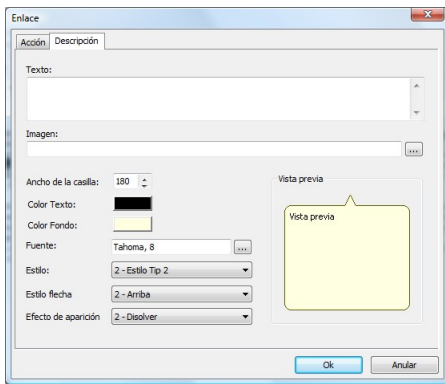 Enlace
Acción Descripción
Texto:
Imagen:
...
Ancho de la casilla: 180
Vista previa
Color Texto:
Vista previa
Color Fondo:
Fuente: Tahoma, 8 ...
Estilo: 2 - Estilo Tip 2
Estilo flecha 2 - Arriba
Efecto de aparición 2 - Disolver
Ok Anular